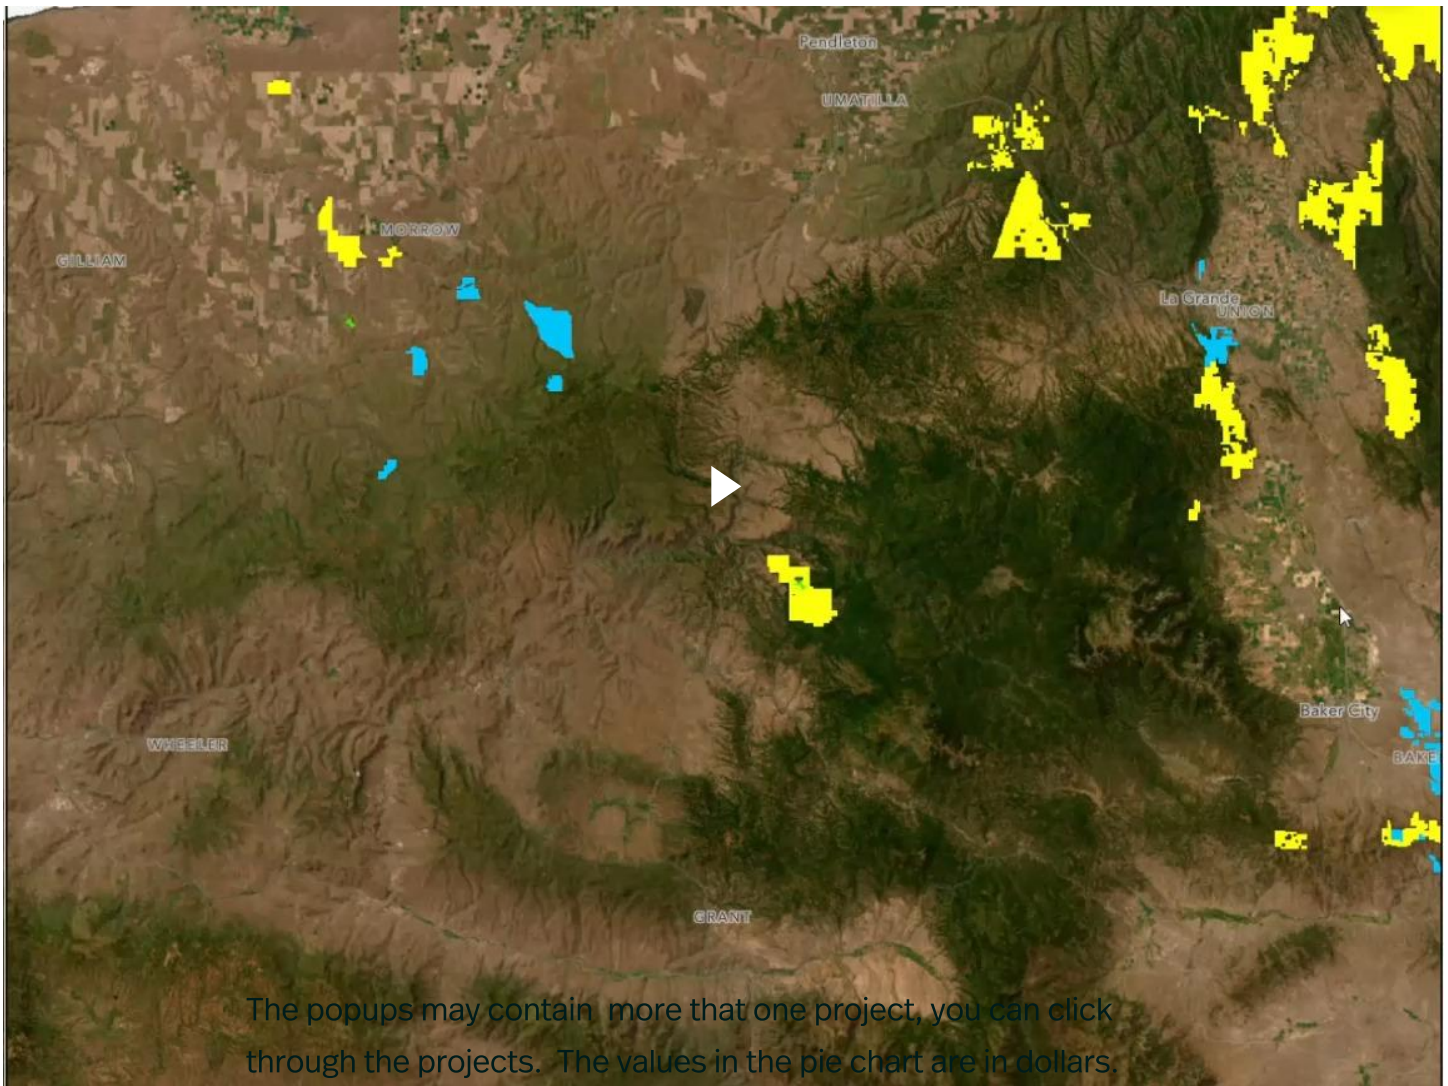 Pendleton
UMATILLA
MORROW
GILLIAM
La Grande
UNION
Baker City
WHEELER
BAKE
GRANT
The popups may contain  more that one project, you can click
through the projects.  The values in the pie chart are in dollars.